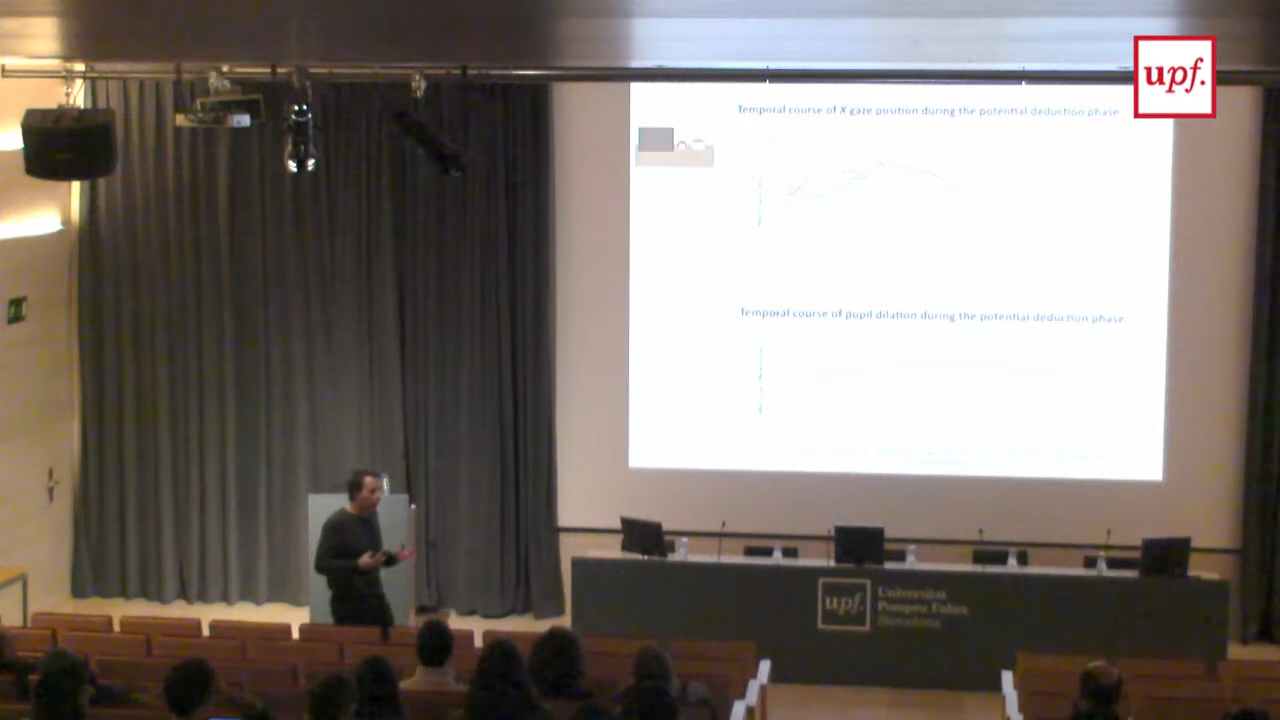 upf.
Temporal course of X gaze position during the potential deduction phase
Temporal course of pupil dilation during the potential deduction phase
upf.
Universitat
Pompeu Fabra
Barcelona